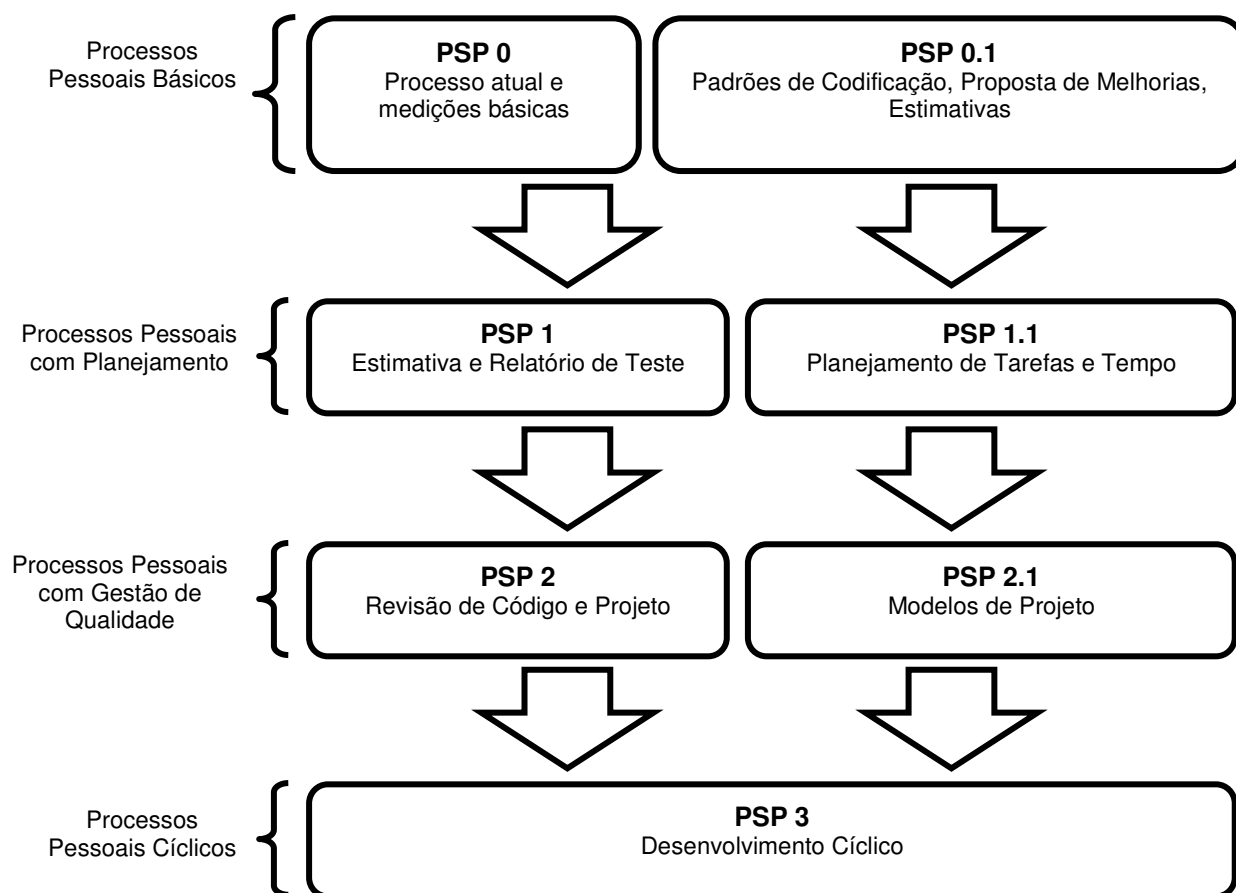 Processos
Pessoais Básicos
PSP 0
Processo atual e
medições básicas
PSP 0.1
Padrões de Codificação, Proposta de Melhorias,
Estimativas
Processos Pessoais
com Planejamento
PSP 1
Estimativa e Relatório de Teste
PSP 1.1
Planejamento de Tarefas e Tempo
Processos Pessoais
com Gestão de
Qualidade
PSP 2
Revisão de Código e Projeto
PSP 2.1
Modelos de Projeto
Processos
Pessoais Cíclicos
PSP 3
Desenvolvimento Cíclico